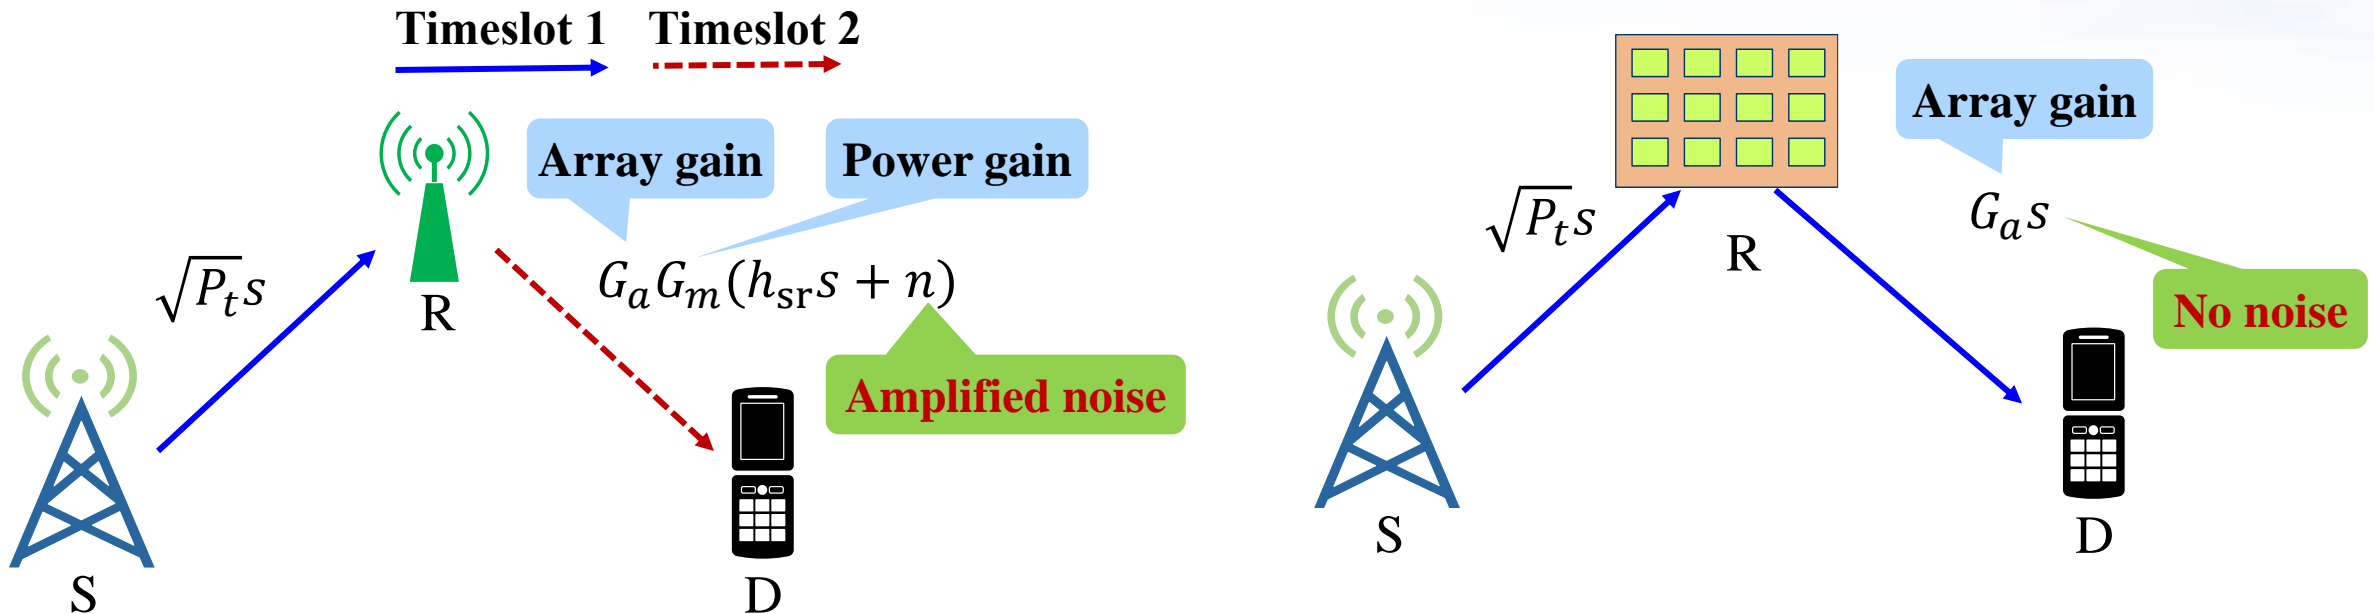 Timeslot 1 Timeslot 2
Array gain
Power gain
√P_t s
R
G_a G_m(h_sr s + n)
Amplified noise
S
D
Array gain
√P_t s
G_a s
R
No noise
S
D